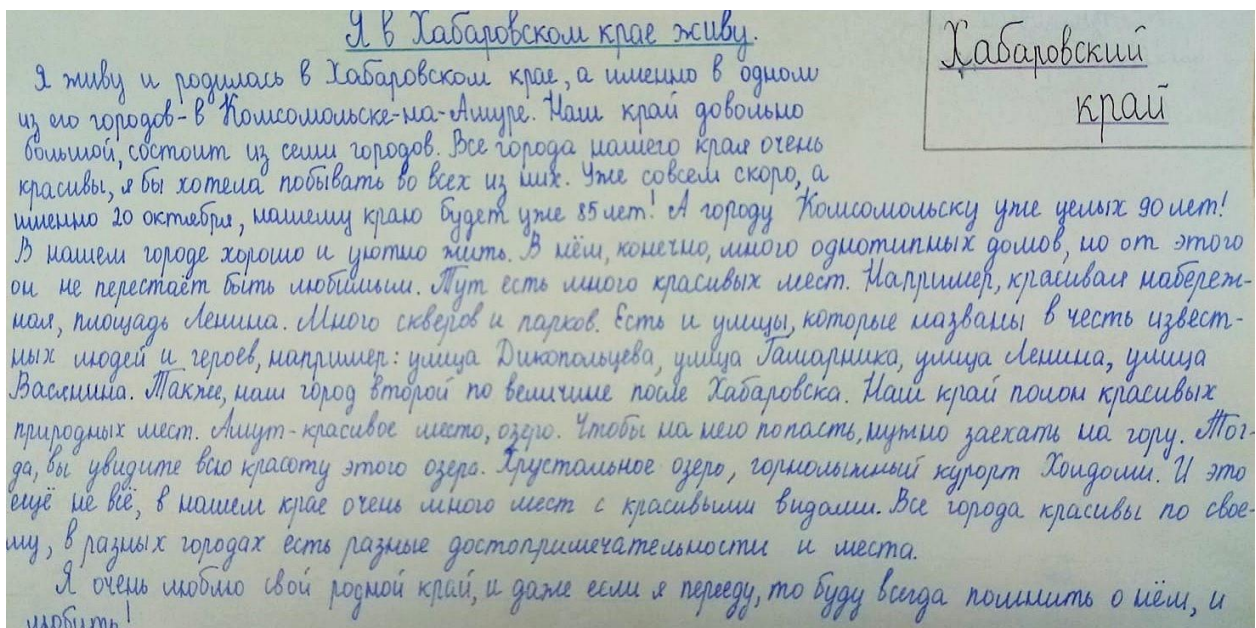 Я в Хабаровском крае живу.
Хабаровский
край
Я живу и родилась в Хабаровском крае, а именно в одном
из его городов - в Комсомольске-на-Амуре. Наш край довольно
большой, состоит из семи городов. Все города нашего края очень
красивы, я бы хотела побывать во всех из них. Уже совсем скоро, а
именно 20 октября, нашему краю будет уже 85 лет! А городу Комсомольску уже целых 90 лет!
В нашем городе хорошо и уютно жить. В нём, конечно, много однотипных домов, но от этого
он не перестаёт быть любимым. Тут есть много красивых мест. Например, красивая набереж-
ная, площадь Ленина. Много скверов и парков. Есть и улицы, которые названы в честь извест-
ных людей и героев, например: улица Дикопольцева, улица Гамарника, улица Ленина, улица
Васянина. Также, наш город второй по величине после Хабаровска. Наш край полон красивых
природных мест. Амут - красивое место, озеро. Чтобы на него попасть, нужно заехать на гору. Тог-
да, вы увидите всю красоту этого озера. Хрустальное озеро, горнолыжный курорт Холдоми. И это
ещё не всё, в нашем крае очень много мест с красивыми видами. Все города красивы по свое-
му, в разных городах есть разные достопримечательности и места.
Я очень люблю свой родной край, и даже если я перееду, то буду всегда помнить о нём, и
любить!